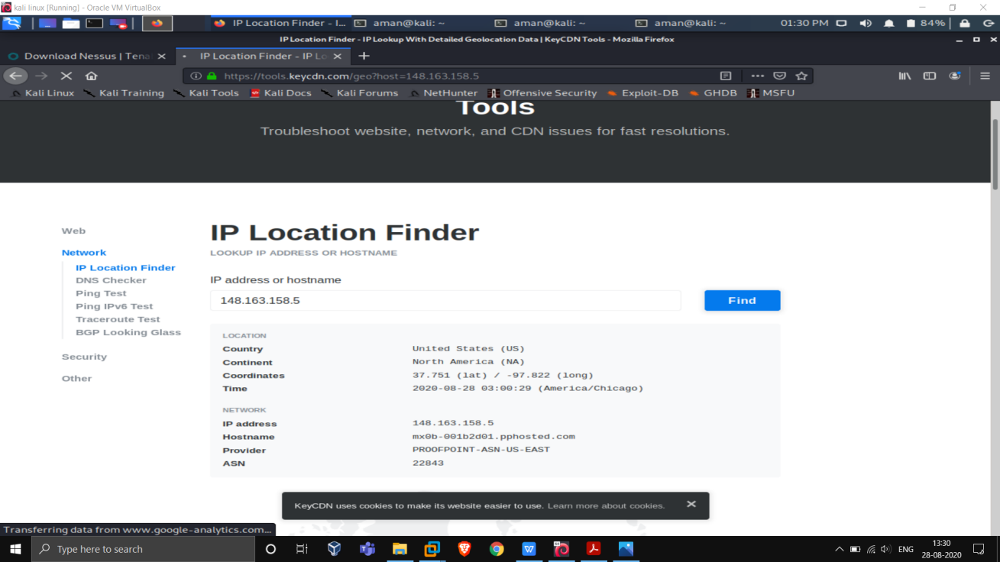 kali linux [Running] - Oracle VM VirtualBox
IP Location Finder - I... aman@kali: ~ aman@kali: ~ aman@kali: ~ 01:30 PM 84%
IP Location Finder - IP Lookup With Detailed Geolocation Data | KeyCDN Tools - Mozilla Firefox
Download Nessus | Tena IP Location Finder - IP Lo
https://tools.keycdn.com/geo?host=148.163.158.5
Kali Linux Kali Training Kali Tools Kali Docs Kali Forums NetHunter Offensive Security Exploit-DB GHDB MSFU
Tools
Troubleshoot website, network, and CDN issues for fast resolutions.
Web
Network
IP Location Finder
DNS Checker
Ping Test
Ping IPv6 Test
Traceroute Test
BGP Looking Glass
Security
Other
IP Location Finder
LOOKUP IP ADDRESS OR HOSTNAME
IP address or hostname
148.163.158.5 Find
LOCATION
Country United States (US)
Continent North America (NA)
Coordinates 37.751 (lat) / -97.822 (long)
Time 2020-08-28 03:00:29 (America/Chicago)
NETWORK
IP address 148.163.158.5
Hostname mx0b-001b2d01.pphosted.com
Provider PROOFPOINT-ASN-US-EAST
ASN 22843
KeyCDN uses cookies to make its website easier to use. Learn more about cookies.
Transferring data from www.google-analytics.com...
Type here to search
ENG
13:30
28-08-2020